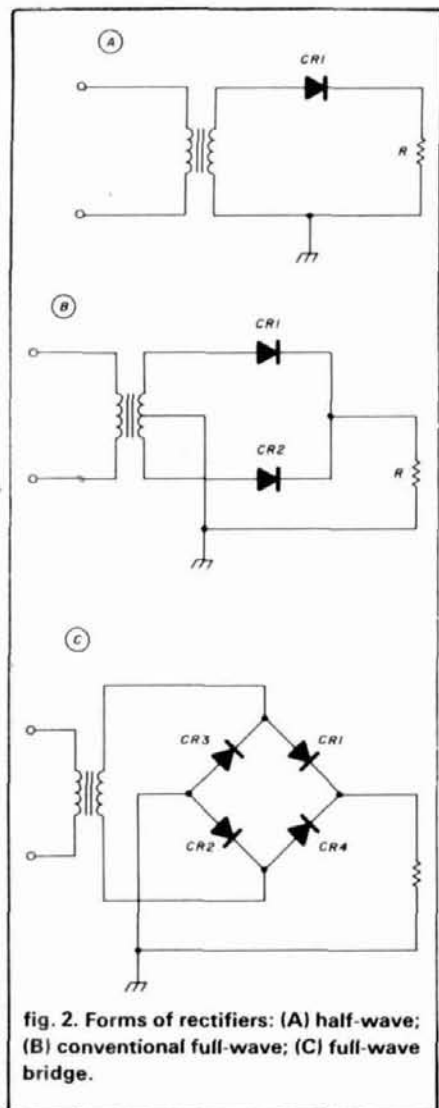 A
CR1
R
B
CR1
CR2
R
C
CR3
CR1
CR2
CR4
fig. 2. Forms of rectifiers: (A) half-wave;
(B) conventional full-wave; (C) full-wave
bridge.